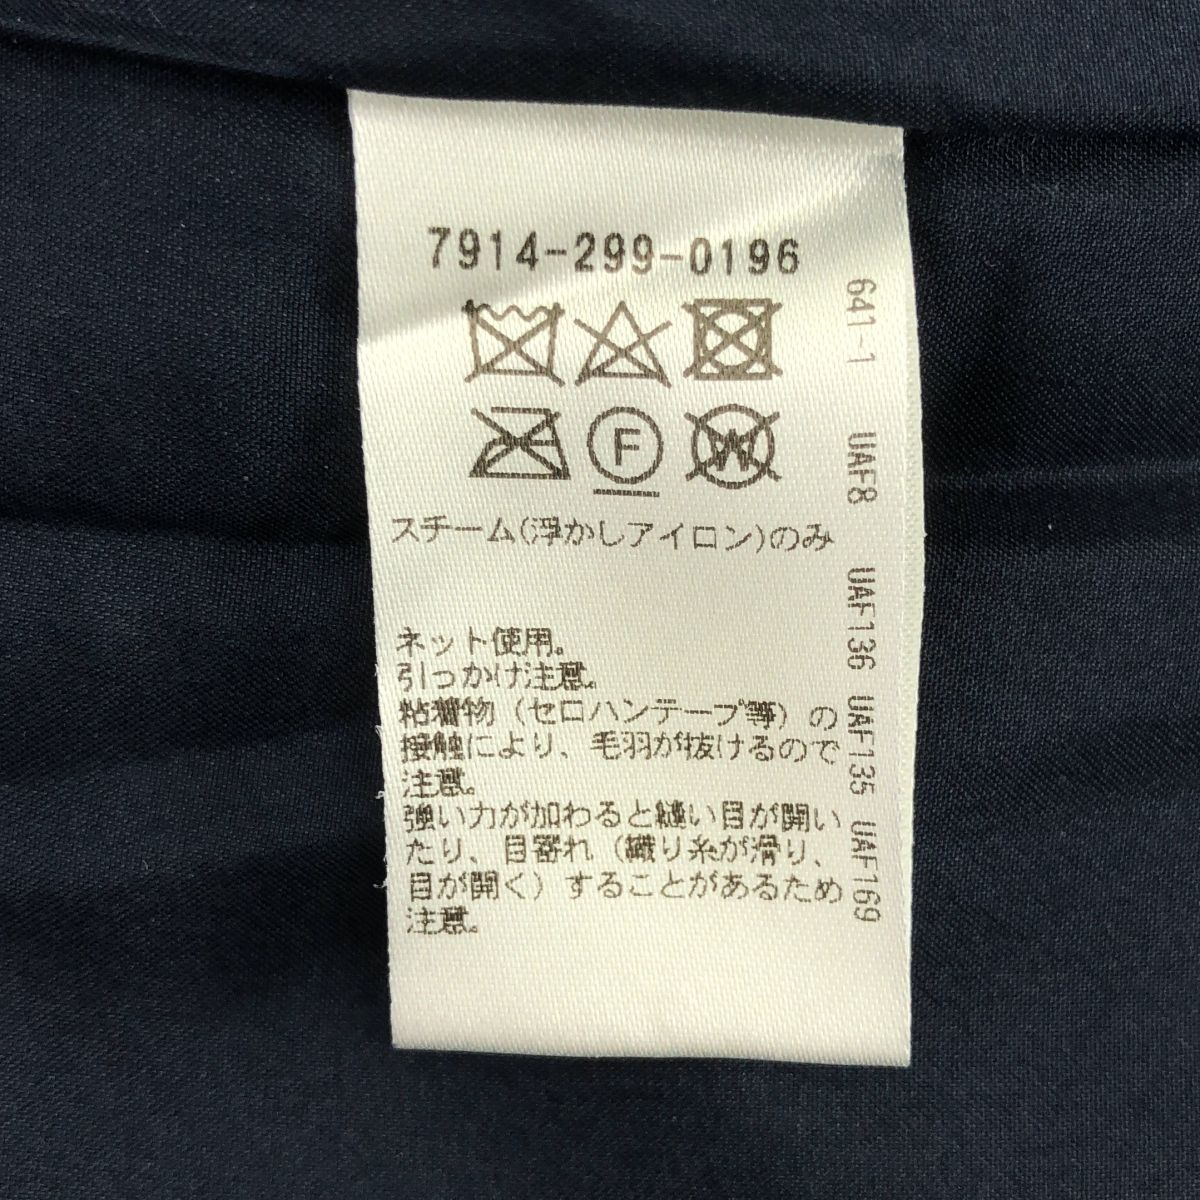 7914-299-0196
F
W
スチーム(浮かしアイロン)のみ
ネット使用。
引っかけ注意。
粘着物（セロハンテープ等）の
接触により、毛羽が抜けるので
注意。
強い力が加わると縫い目が開い
たり、目寄れ（織り糸が滑り、
目が開く）することがあるため
注意。
641-1 UAF8 UAF136 UAF135 UAF169